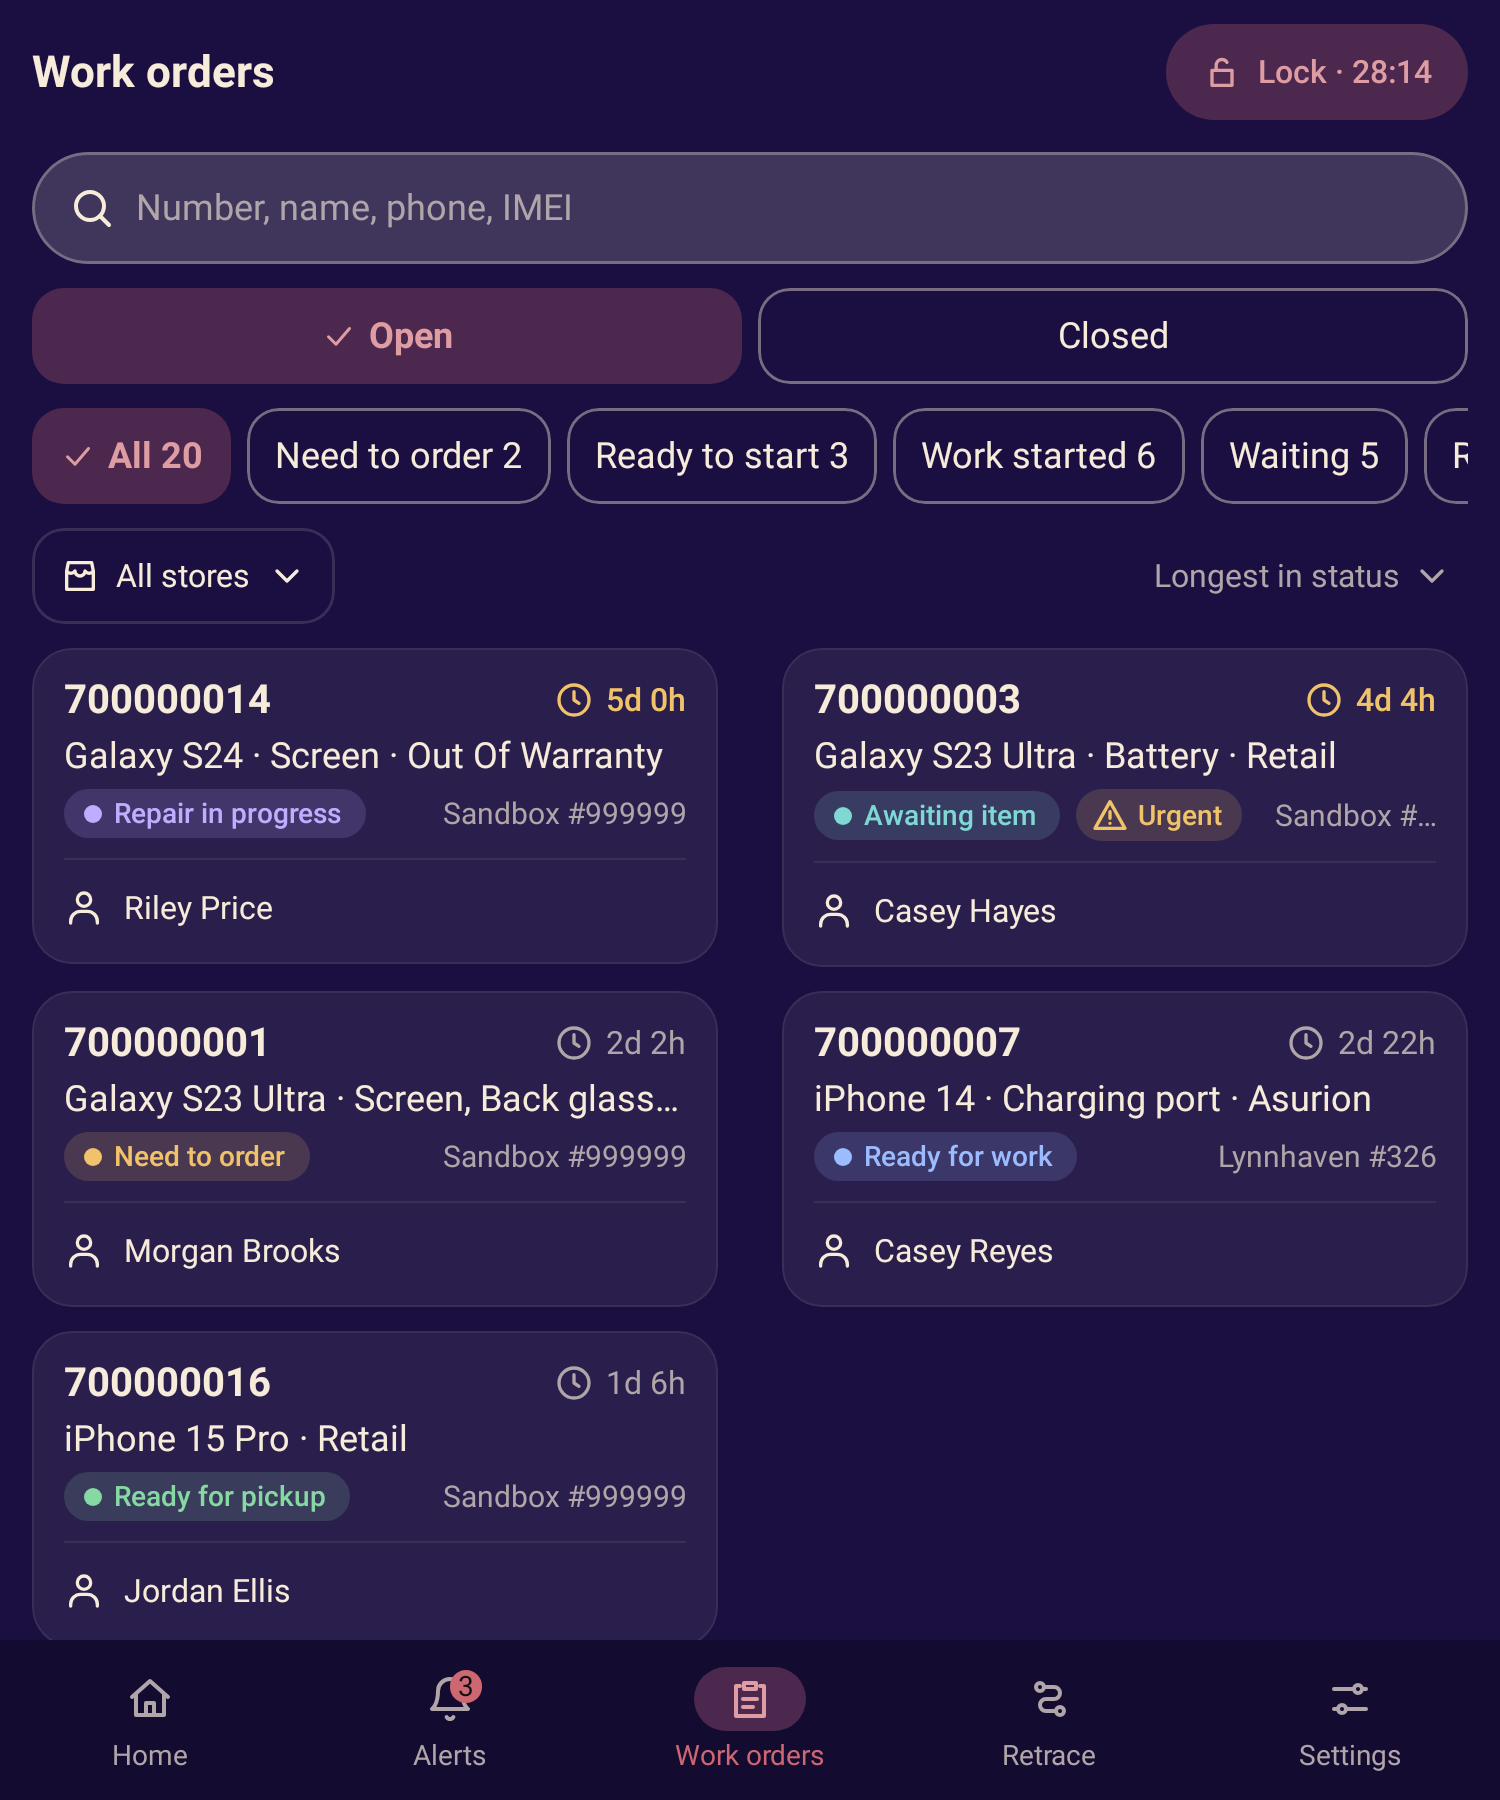 Work orders
Lock · 28:14
Number, name, phone, IMEI
Open
Closed
All 20
Need to order 2
Ready to start 3
Work started 6
Waiting 5
R
All stores
Longest in status
700000014
5d 0h
Galaxy S24 · Screen · Out Of Warranty
Repair in progress
Sandbox #999999
Riley Price
700000003
4d 4h
Galaxy S23 Ultra · Battery · Retail
Awaiting item
Urgent
Sandbox #...
Casey Hayes
700000001
2d 2h
Galaxy S23 Ultra · Screen, Back glass...
Need to order
Sandbox #999999
Morgan Brooks
700000007
2d 22h
iPhone 14 · Charging port · Asurion
Ready for work
Lynnhaven #326
Casey Reyes
700000016
1d 6h
iPhone 15 Pro · Retail
Ready for pickup
Sandbox #999999
Jordan Ellis
Home
3
Alerts
Work orders
Retrace
Settings